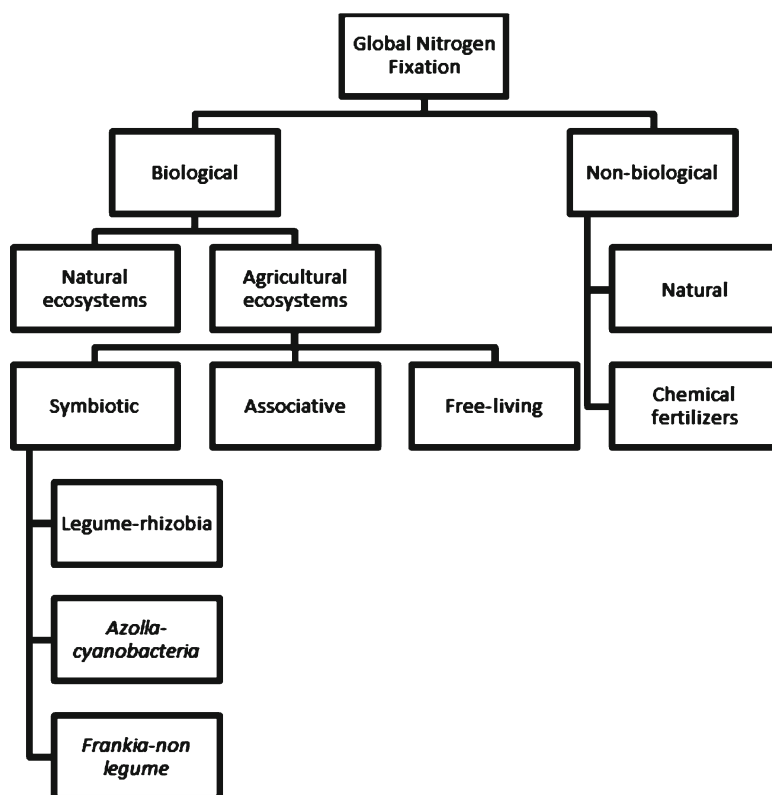 Global Nitrogen
Fixation
Biological
Non-biological
Natural
ecosystems
Agricultural
ecosystems
Natural
Symbiotic
Associative
Free-living
Chemical
fertilizers
Legume-rhizobia
Azolla-
cyanobacteria
Frankia-non
legume